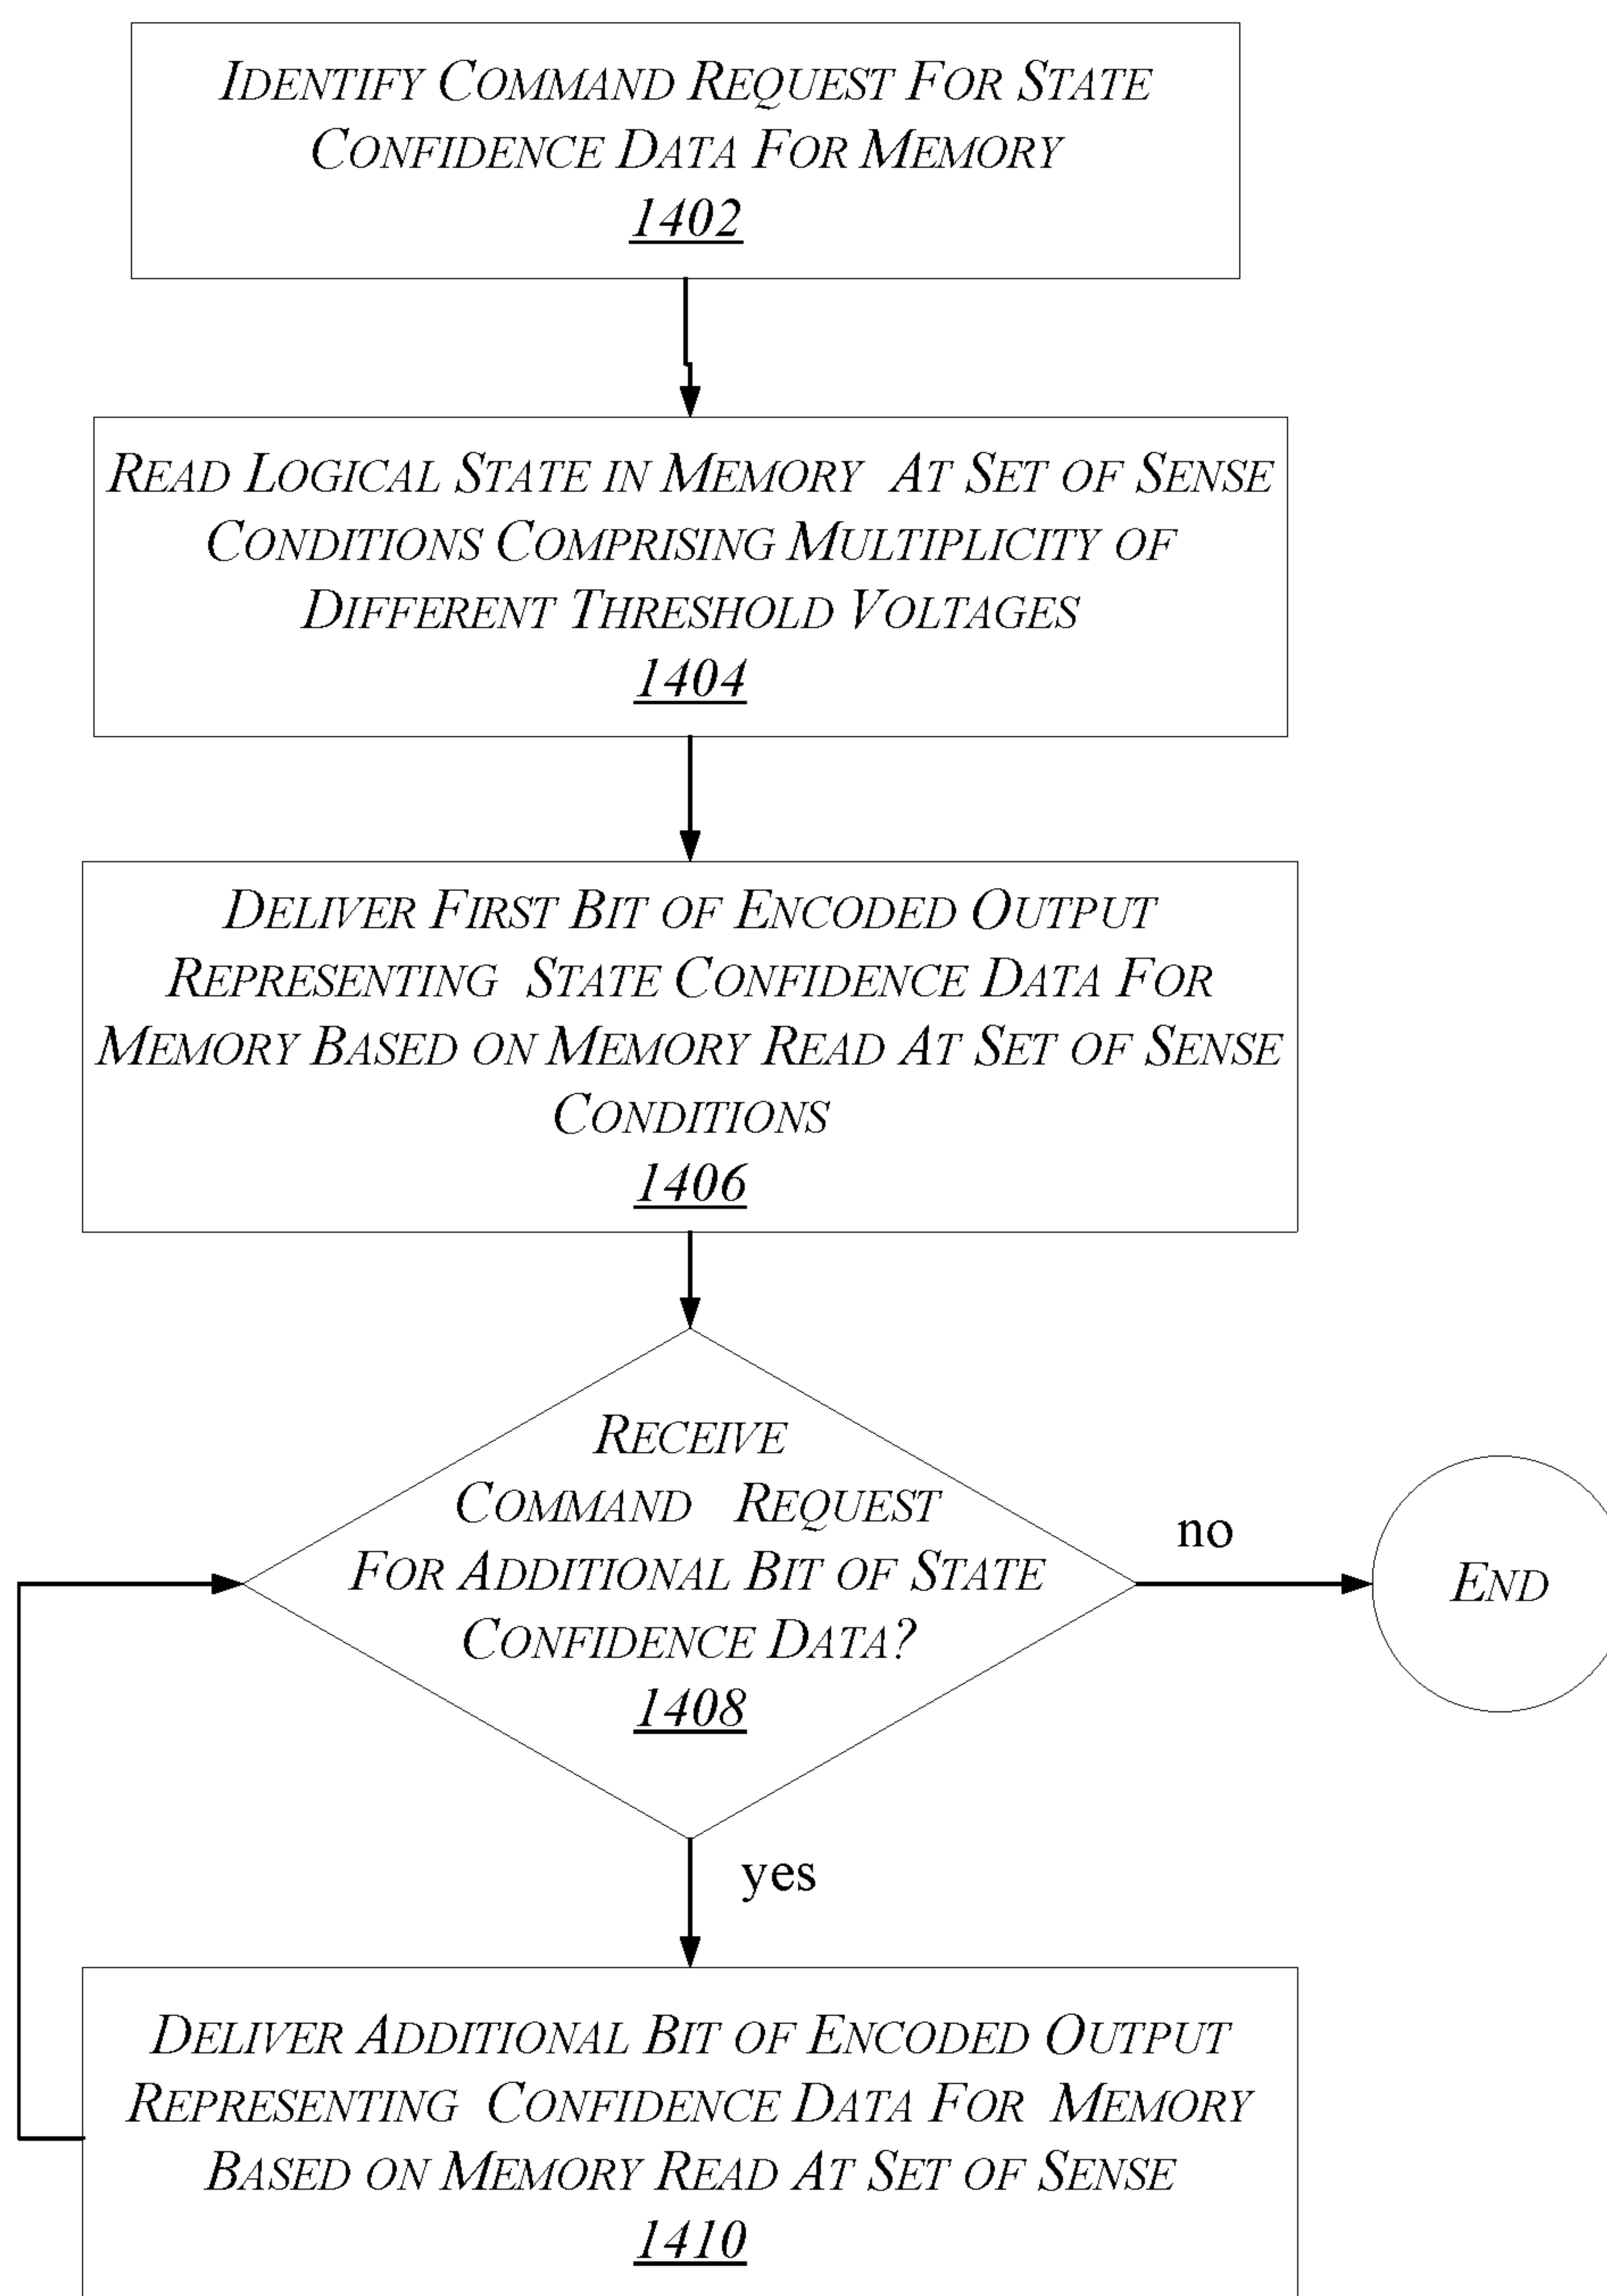 IDENTIFY COMMAND REQUEST FOR STATE
CONFIDENCE DATA FOR MEMORY
1402
READ LOGICAL STATE IN MEMORY AT SET OF SENSE
CONDITIONS COMPRISING MULTIPLICITY OF
DIFFERENT THRESHOLD VOLTAGES
1404
DELIVER FIRST BIT OF ENCODED OUTPUT
REPRESENTING STATE CONFIDENCE DATA FOR
MEMORY BASED ON MEMORY READ AT SET OF SENSE
CONDITIONS
1406
RECEIVE
COMMAND REQUEST
FOR ADDITIONAL BIT OF STATE
CONFIDENCE DATA?
1408
no
END
yes
DELIVER ADDITIONAL BIT OF ENCODED OUTPUT
REPRESENTING CONFIDENCE DATA FOR MEMORY
BASED ON MEMORY READ AT SET OF SENSE
1410